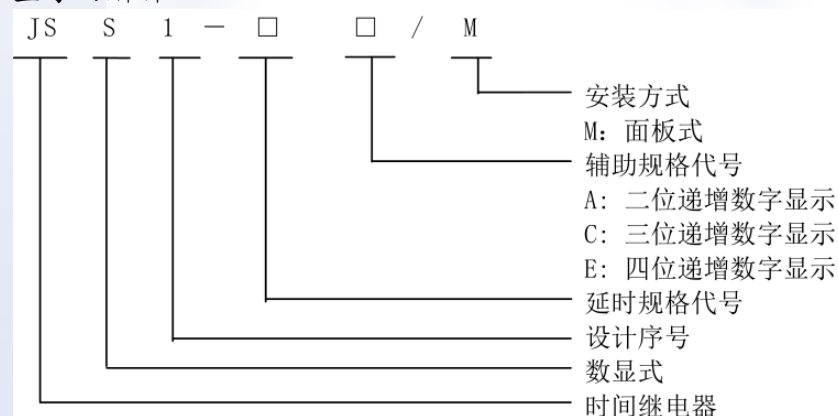 JS S 1 － □ □ / M
安装方式
M：面板式
辅助规格代号
A: 二位递增数字显示
C: 三位递增数字显示
E: 四位递增数字显示
延时规格代号
设计序号
数显式
时间继电器